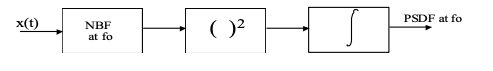 x(t)
NBF
at fo
( )²
∫
PSDF at fo